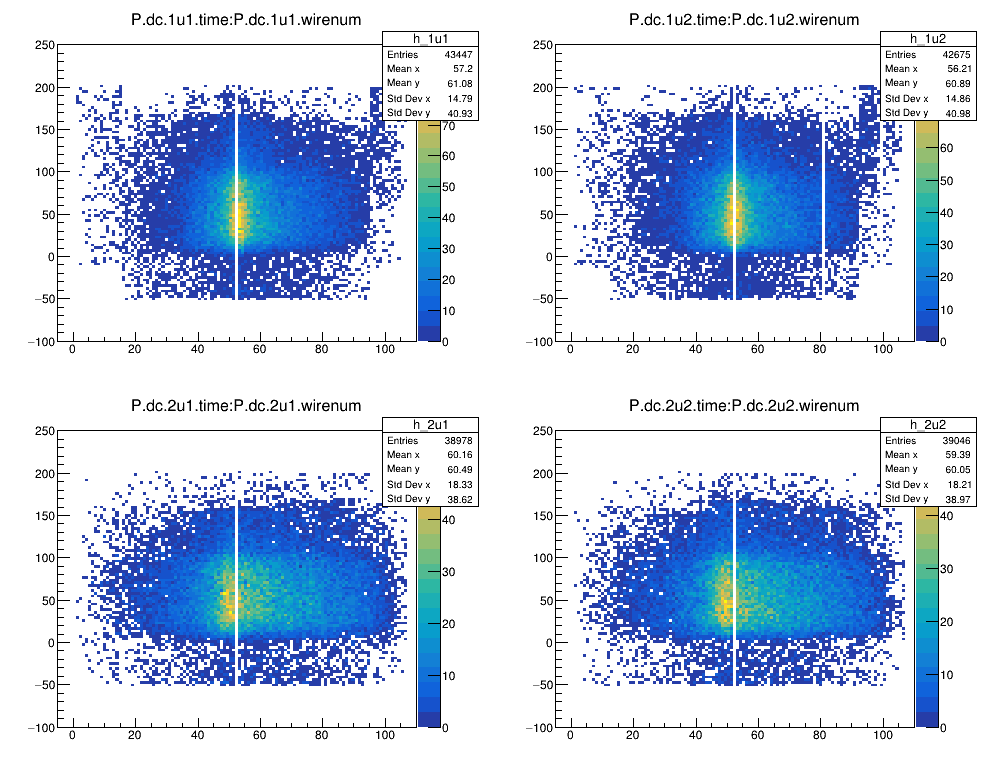 P.dc.1u1.time:P.dc.1u1.wirenum
h_1u1
Entries 43447
Mean x 57.2
Mean y 61.08
Std Dev x 14.79
Std Dev y 40.93
250
200
150
100
50
0
−50
−100
0 20 40 60 80 100
70
60
50
40
30
20
10
0
P.dc.1u2.time:P.dc.1u2.wirenum
h_1u2
Entries 42675
Mean x 56.21
Mean y 60.89
Std Dev x 14.86
Std Dev y 40.98
250
200
150
100
50
0
−50
−100
0 20 40 60 80 100
60
50
40
30
20
10
0
P.dc.2u1.time:P.dc.2u1.wirenum
h_2u1
Entries 38978
Mean x 60.16
Mean y 60.49
Std Dev x 18.33
Std Dev y 38.62
250
200
150
100
50
0
−50
−100
0 20 40 60 80 100
40
30
20
10
0
P.dc.2u2.time:P.dc.2u2.wirenum
h_2u2
Entries 39046
Mean x 59.39
Mean y 60.05
Std Dev x 18.21
Std Dev y 38.97
250
200
150
100
50
0
−50
−100
0 20 40 60 80 100
40
30
20
10
0